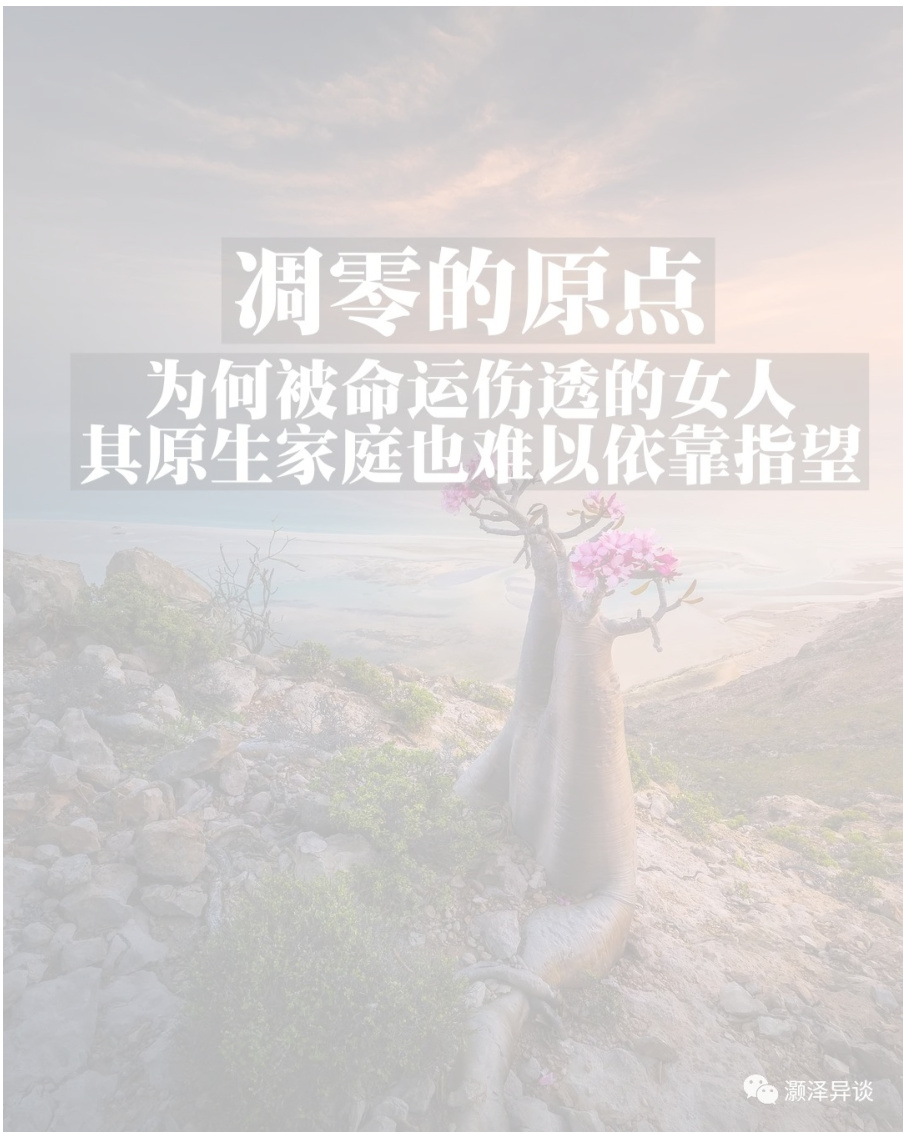 凋零的原点
为何被命运伤透的女人
其原生家庭也难以依靠指望
灏泽异谈